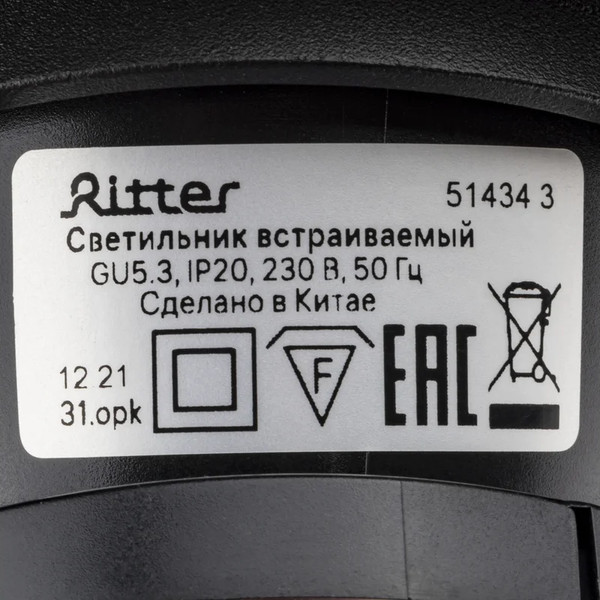 Ritter 51434 3
Светильник встраиваемый
GU5.3, IP20, 230 В, 50 Гц
Сделано в Китае
12 21
31.opk
F
EAC